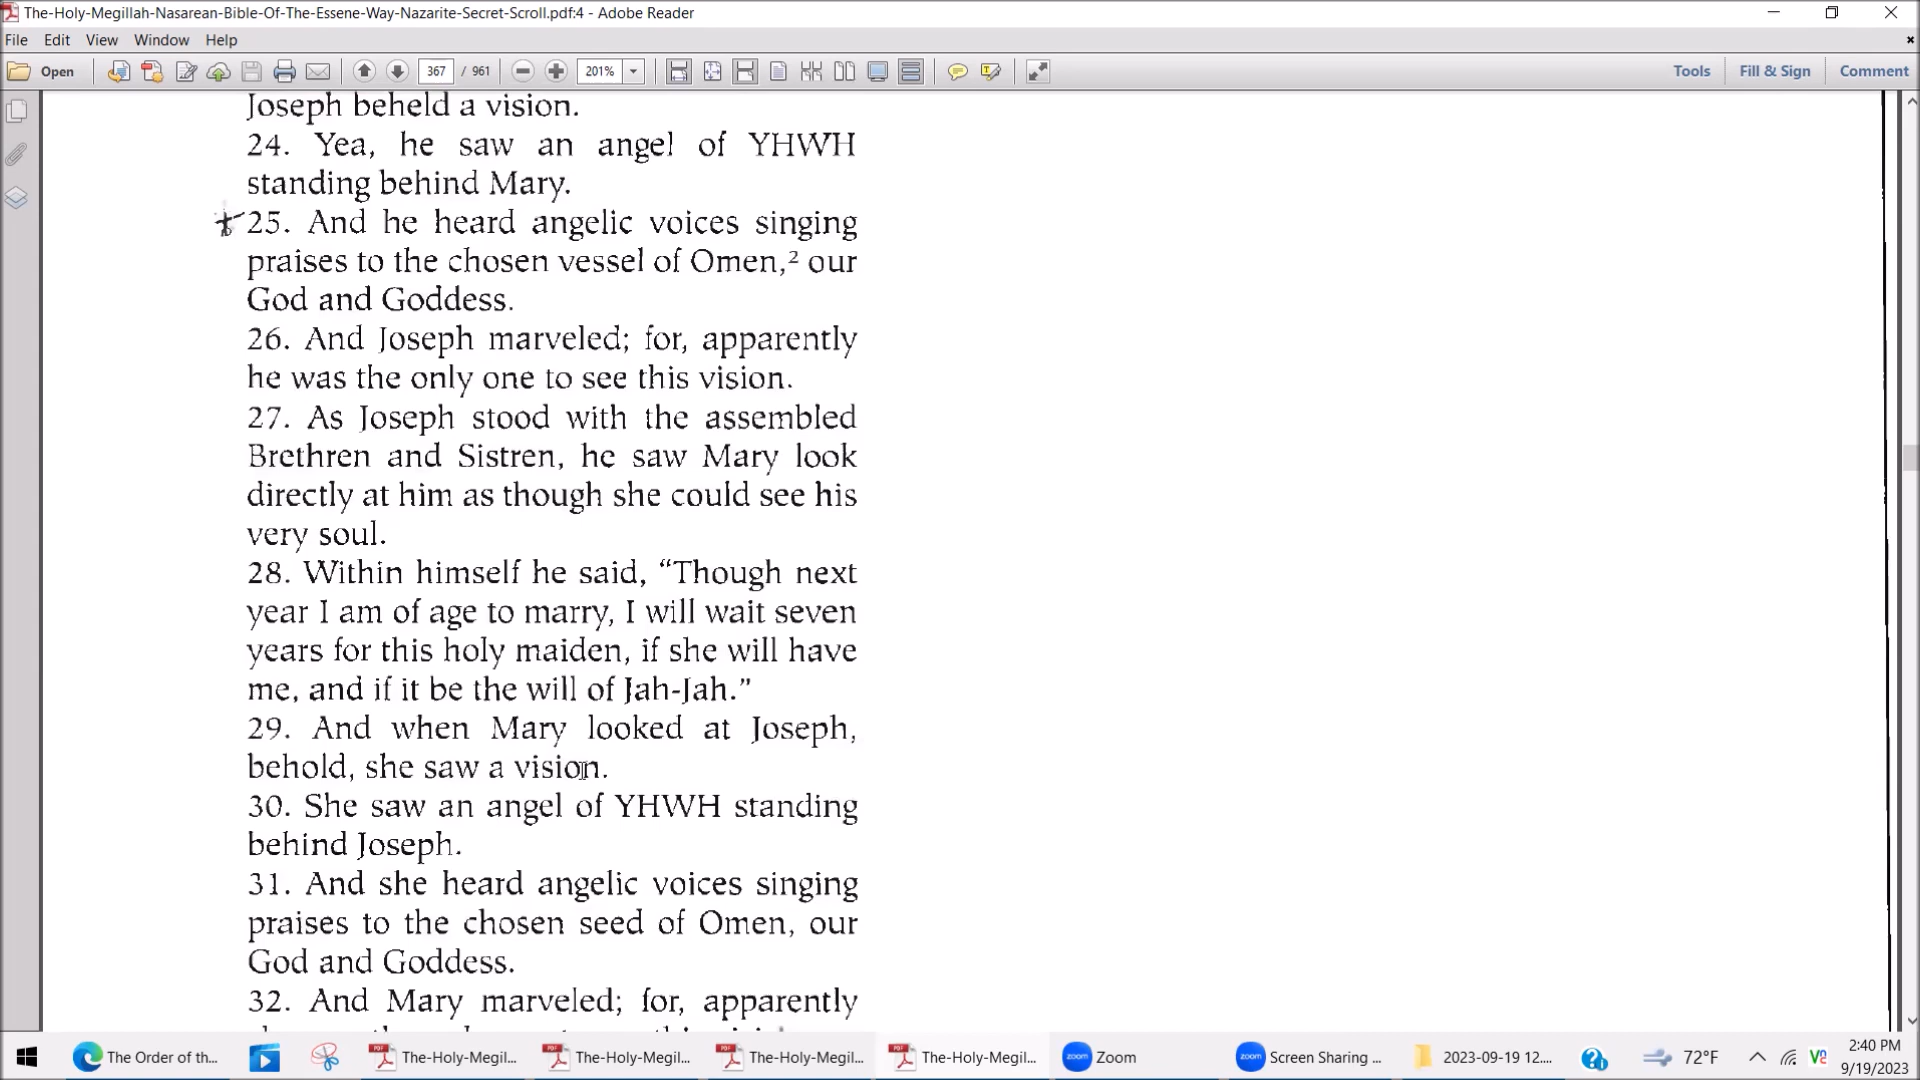 The-Holy-Megillah-Nasarean-Bible-Of-The-Essene-Way-Nazarite-Secret-Scroll.pdf:4 - Adobe Reader
File Edit View Window Help
Open 367 / 961 201% Tools Fill & Sign Comment
Joseph beheld a vision.
24. Yea, he saw an angel of YHWH
standing behind Mary.
25. And he heard angelic voices singing
praises to the chosen vessel of Omen,² our
God and Goddess.
26. And Joseph marveled; for, apparently
he was the only one to see this vision.
27. As Joseph stood with the assembled
Brethren and Sistren, he saw Mary look
directly at him as though she could see his
very soul.
28. Within himself he said, “Though next
year I am of age to marry, I will wait seven
years for this holy maiden, if she will have
me, and if it be the will of Jah-Jah.”
29. And when Mary looked at Joseph,
behold, she saw a vision.
30. She saw an angel of YHWH standing
behind Joseph.
31. And she heard angelic voices singing
praises to the chosen seed of Omen, our
God and Goddess.
32. And Mary marveled; for, apparently
The Order of th... The-Holy-Megil... The-Holy-Megil... The-Holy-Megil... The-Holy-Megil... zoom Zoom zoom Screen Sharing ... 2023-09-19 12.... 72°F 2:40 PM
9/19/2023